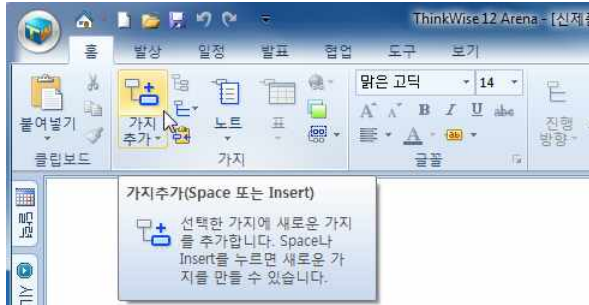 ThinkWise 12 Arena - [신제
홈 발상 일정 발표 협업 도구 보기
붙여넣기
가지
추가
노트
표
맑은 고딕 14
A A B I U abc
A ab
진행
방향
클립보드 가지 글꼴
가지추가(Space 또는 Insert)
선택한 가지에 새로운 가지
를 추가합니다. Space나
Insert를 누르면 새로운 가
지를 만들 수 있습니다.